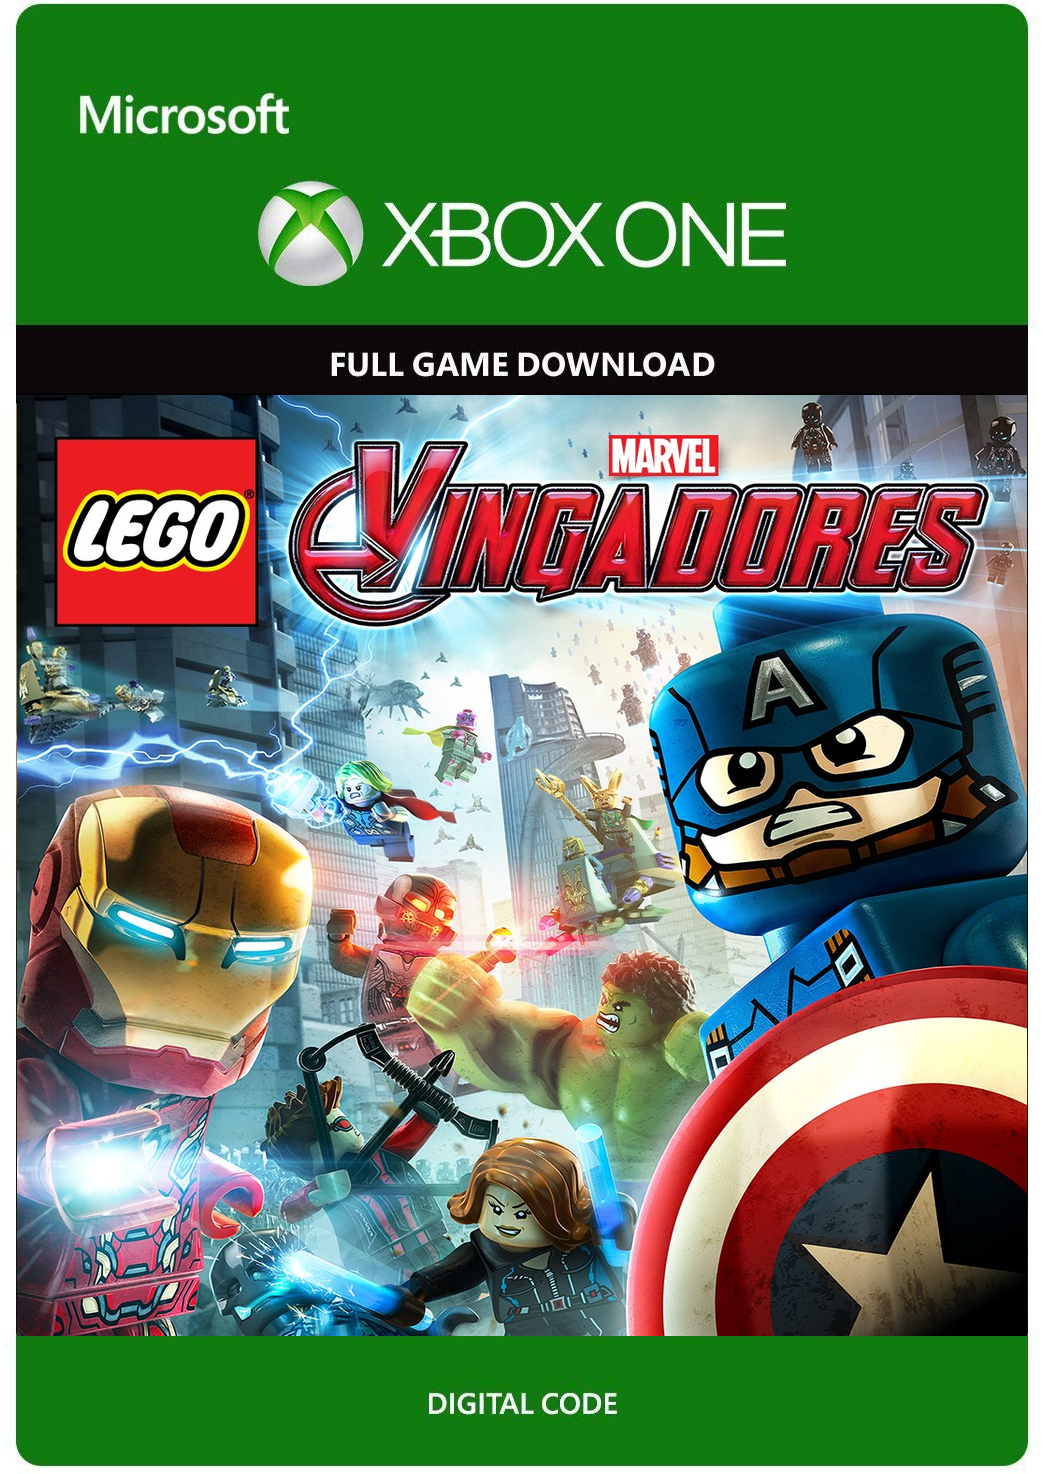 Microsoft
XBOX ONE
FULL GAME DOWNLOAD
LEGO®
MARVEL
VINGADORES
A
DIGITAL CODE